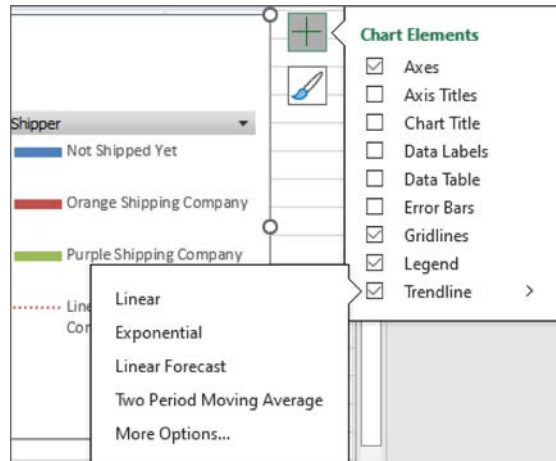 Chart Elements
Axes
Axis Titles
Chart Title
Data Labels
Data Table
Error Bars
Gridlines
Legend
Trendline
Shipper
Not Shipped Yet
Orange Shipping Company
Purple Shipping Company
Linear
Exponential
Linear Forecast
Two Period Moving Average
More Options...